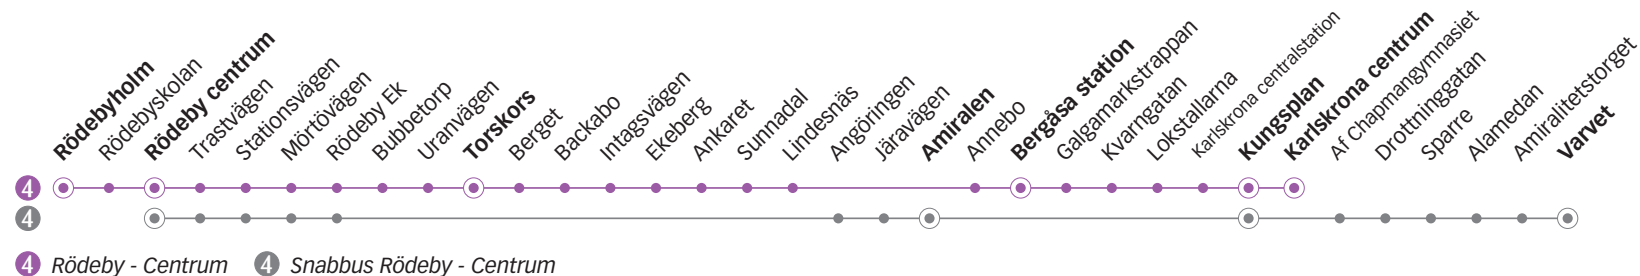 Rödebyholm
Rödebyskolan
Rödeby centrum
Trastvägen
Stationsvägen
Mörtövägen
Rödeby Ek
Bubbetorp
Uranvägen
Torskors
Berget
Backabo
Intagsvägen
Ekeberg
Ankaret
Sunnadal
Lindesnäs
Angöringen
Järavägen
Amiralen
Annebo
Bergåsa station
Galgamarkstrappan
Kvarngatan
Lokstallarna
Karlskrona centralstation
Kungsplan
Karlskrona centrum
Af Chapmangymnasiet
Drottninggatan
Sparre
Alamedan
Amiralitetstorget
Varvet
4
4
4 Rödeby - Centrum 4 Snabbus Rödeby - Centrum